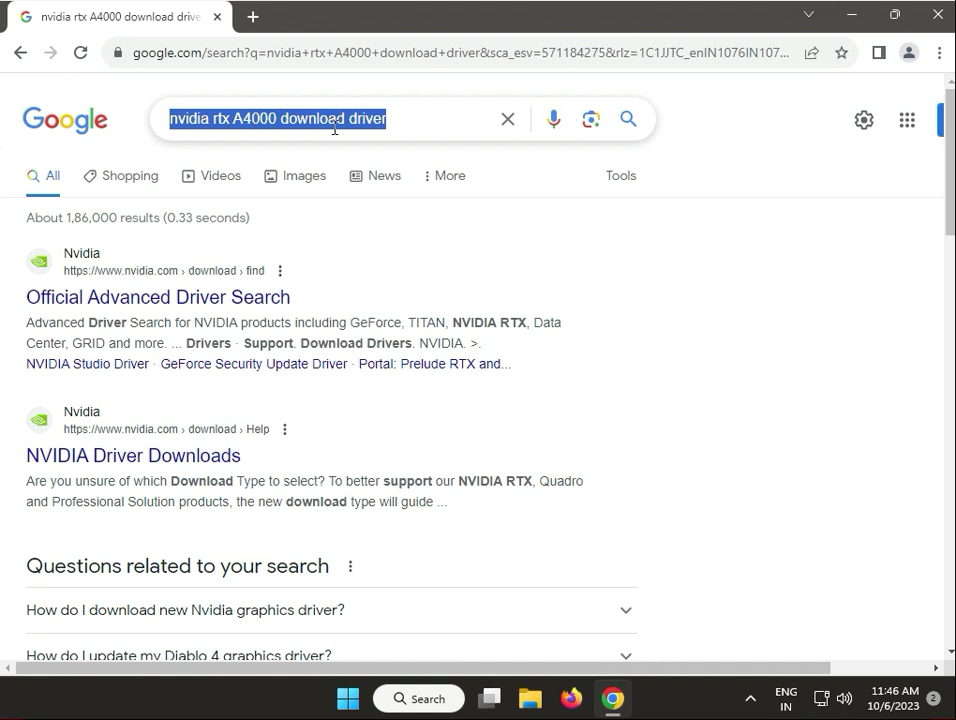 nvidia rtx A4000 download drive
google.com/search?q=nvidia+rtx+A4000+download+driver&sca_esv=571184275&rlz=1C1JJTC_enIN1076IN107...
Google
nvidia rtx A4000 download driver
All Shopping Videos Images News More Tools
About 1,86,000 results (0.33 seconds)
Nvidia
https://www.nvidia.com › download › find
Official Advanced Driver Search
Advanced Driver Search for NVIDIA products including GeForce, TITAN, NVIDIA RTX, Data
Center, GRID and more. ... Drivers · Support. Download Drivers. NVIDIA. >.
NVIDIA Studio Driver · GeForce Security Update Driver · Portal: Prelude RTX and...
Nvidia
https://www.nvidia.com › download › Help
NVIDIA Driver Downloads
Are you unsure of which Download Type to select? To better support our NVIDIA RTX, Quadro
and Professional Solution products, the new download type will guide ...
Questions related to your search
How do I download new Nvidia graphics driver?
How do I update my Diablo 4 graphics driver?
Search
ENG
IN
11:46 AM
10/6/2023
2